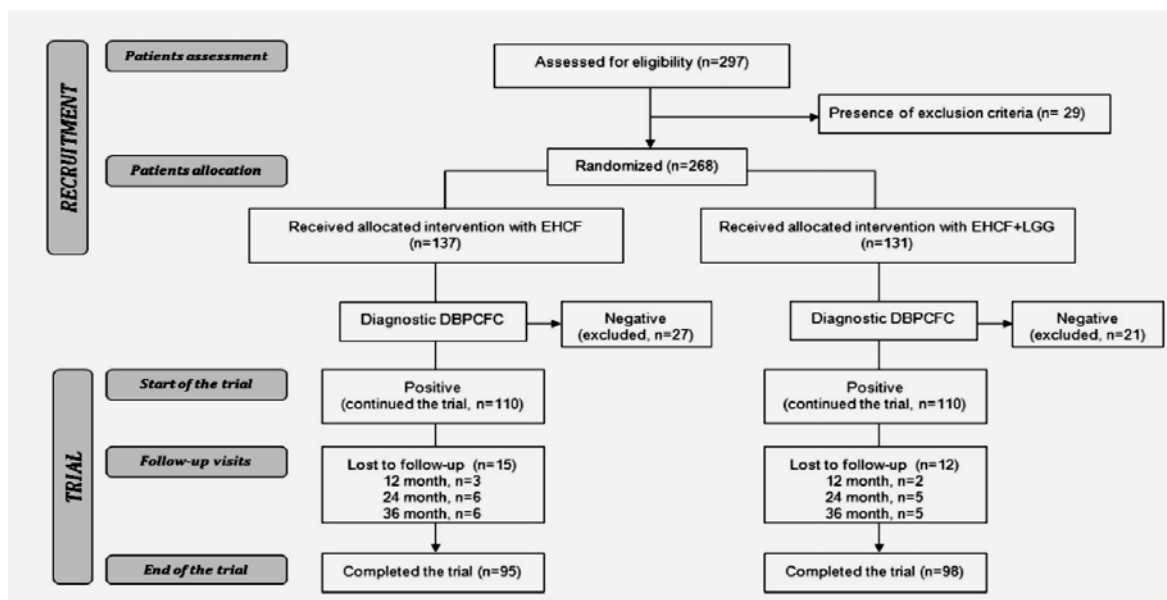 RECRUITMENT
Patients assessment
Assessed for eligibility (n=297)
Presence of exclusion criteria (n= 29)
Patients allocation
Randomized (n=268)
Received allocated intervention with EHCF
(n=137)
Received allocated intervention with EHCF+LGG
(n=131)
Diagnostic DBPCFC
Negative
(excluded, n=27)
Diagnostic DBPCFC
Negative
(excluded, n=21)
TRIAL
Start of the trial
Positive
(continued the trial, n=110)
Positive
(continued the trial, n=110)
Follow-up visits
Lost to follow-up (n=15)
12 month, n=3
24 month, n=6
36 month, n=6
Lost to follow-up (n=12)
12 month, n=2
24 month, n=5
36 month, n=5
End of the trial
Completed the trial (n=95)
Completed the trial (n=98)